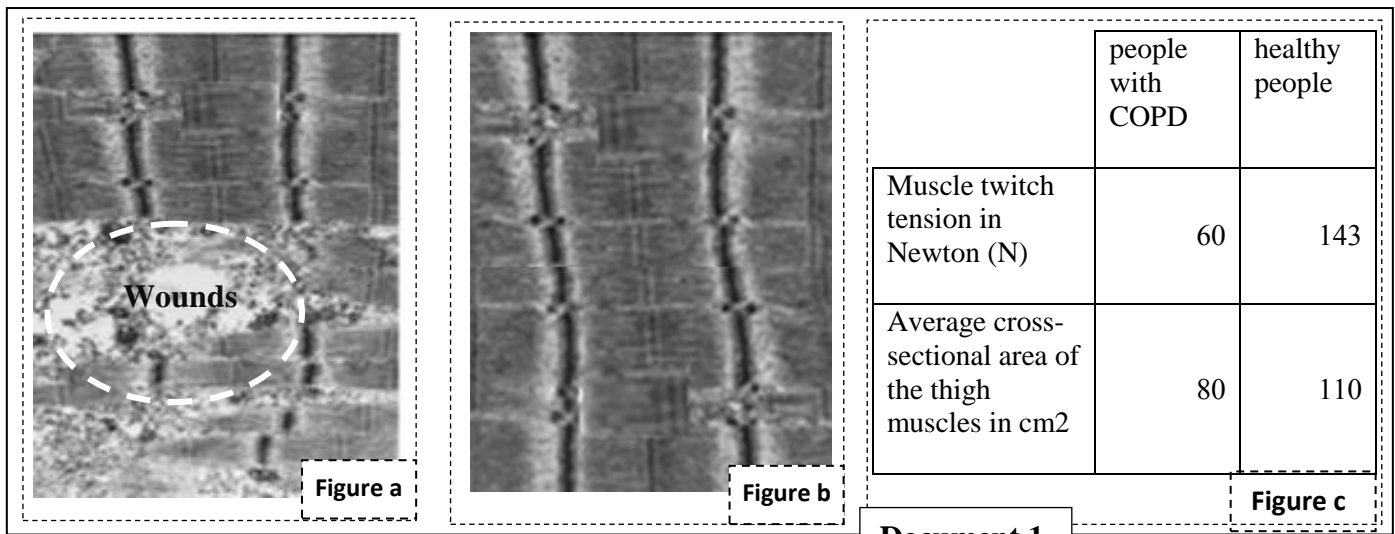 Wounds
Figure a
Figure b
people
with
COPD
healthy
people
Muscle twitch
tension in
Newton (N)
60
143
Average cross-
sectional area of
the thigh
muscles in cm2
80
110
Figure c
Document 1